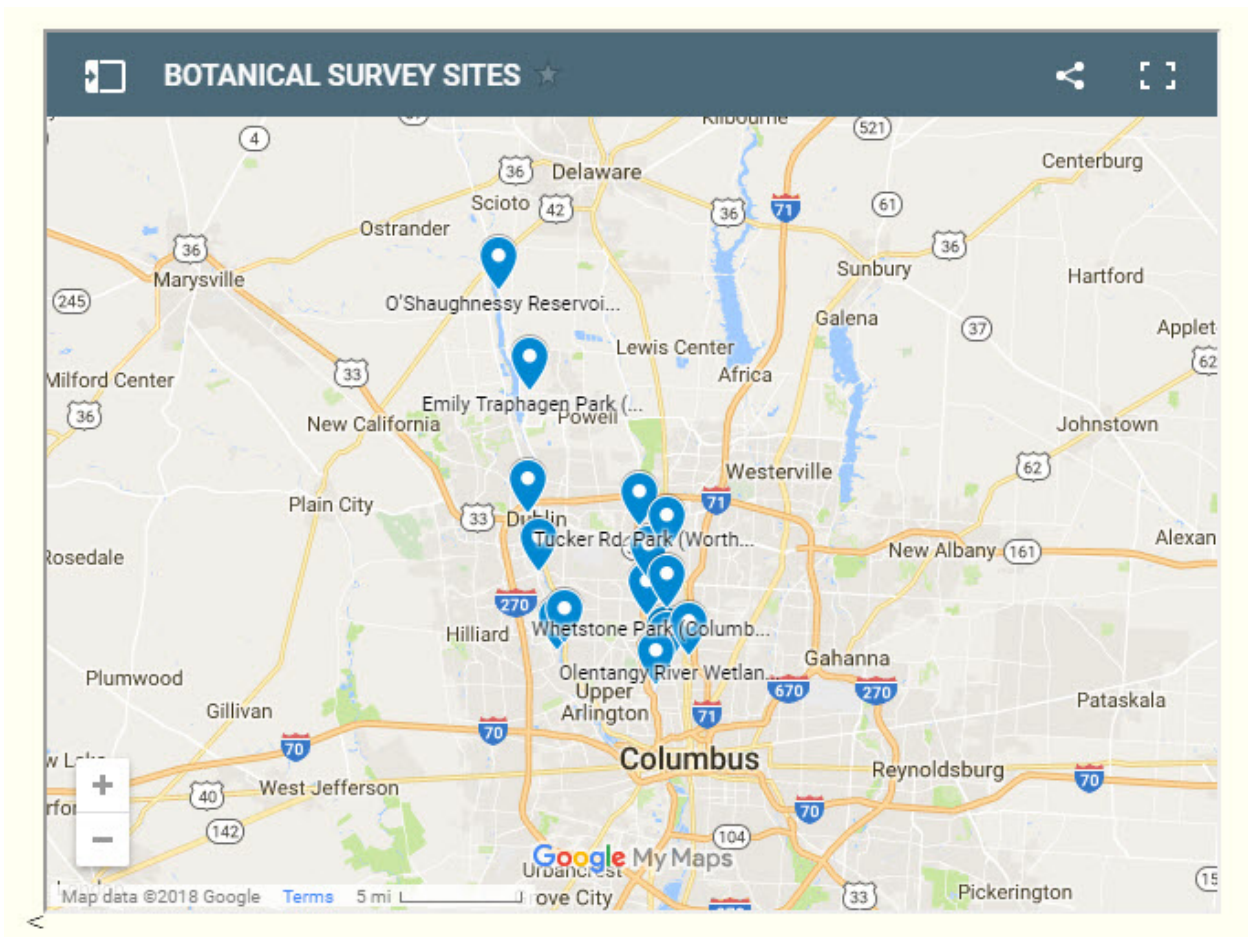 BOTANICAL SURVEY SITES
4
521
Centerburg
36
Delaware
Scioto
42
36
71
61
Ostrander
36
36
Marysville
Sunbury
Hartford
245
O'Shaughnessy Reservoi...
Galena
37
Applet
Lewis Center
62
33
Africa
Milford Center
36
Emily Traphagen Park (...
Powell
New California
Johnstown
Westerville
62
71
Plain City
33
Dublin
Tucker Rd. Park (Worth...
Alexan
Rosedale
New Albany
161
270
Hilliard
Whetstone Park (Columb...
Gahanna
Olentangy River Wetlan...
Plumwood
Upper
Arlington
670
270
Pataskala
Gillivan
71
70
70
Columbus
Reynoldsburg
70
+
40
West Jefferson
70
−
142
104
Google My Maps
Urbancrest
Map data ©2018 Google
Terms
5 mi
ove City
33
Pickerington
15
<